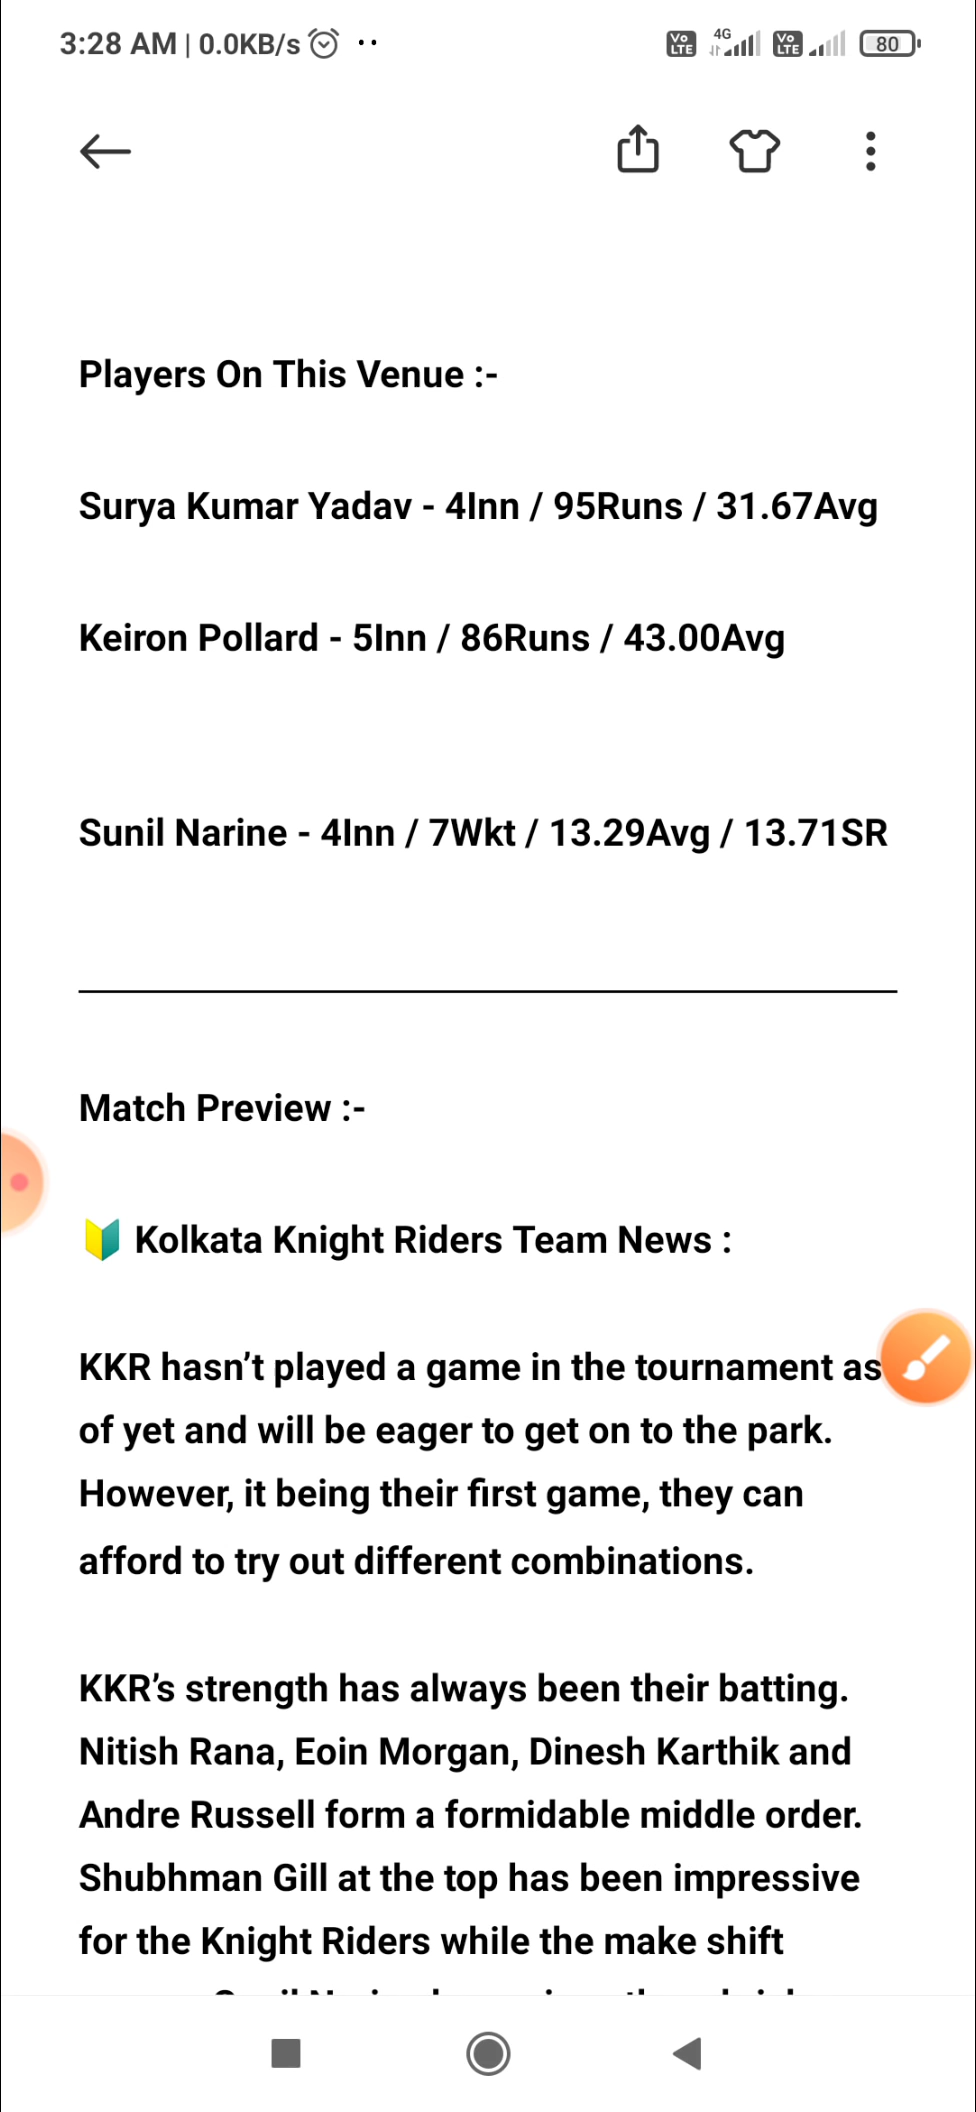 3:28 AM | 0.0KB/s
Vo LTE 4G Vo LTE 80
Players On This Venue :-
Surya Kumar Yadav - 4Inn / 95Runs / 31.67Avg
Keiron Pollard - 5Inn / 86Runs / 43.00Avg
Sunil Narine - 4Inn / 7Wkt / 13.29Avg / 13.71SR
Match Preview :-
🔰 Kolkata Knight Riders Team News :
KKR hasn’t played a game in the tournament as
of yet and will be eager to get on to the park.
However, it being their first game, they can
afford to try out different combinations.
KKR’s strength has always been their batting.
Nitish Rana, Eoin Morgan, Dinesh Karthik and
Andre Russell form a formidable middle order.
Shubhman Gill at the top has been impressive
for the Knight Riders while the make shift